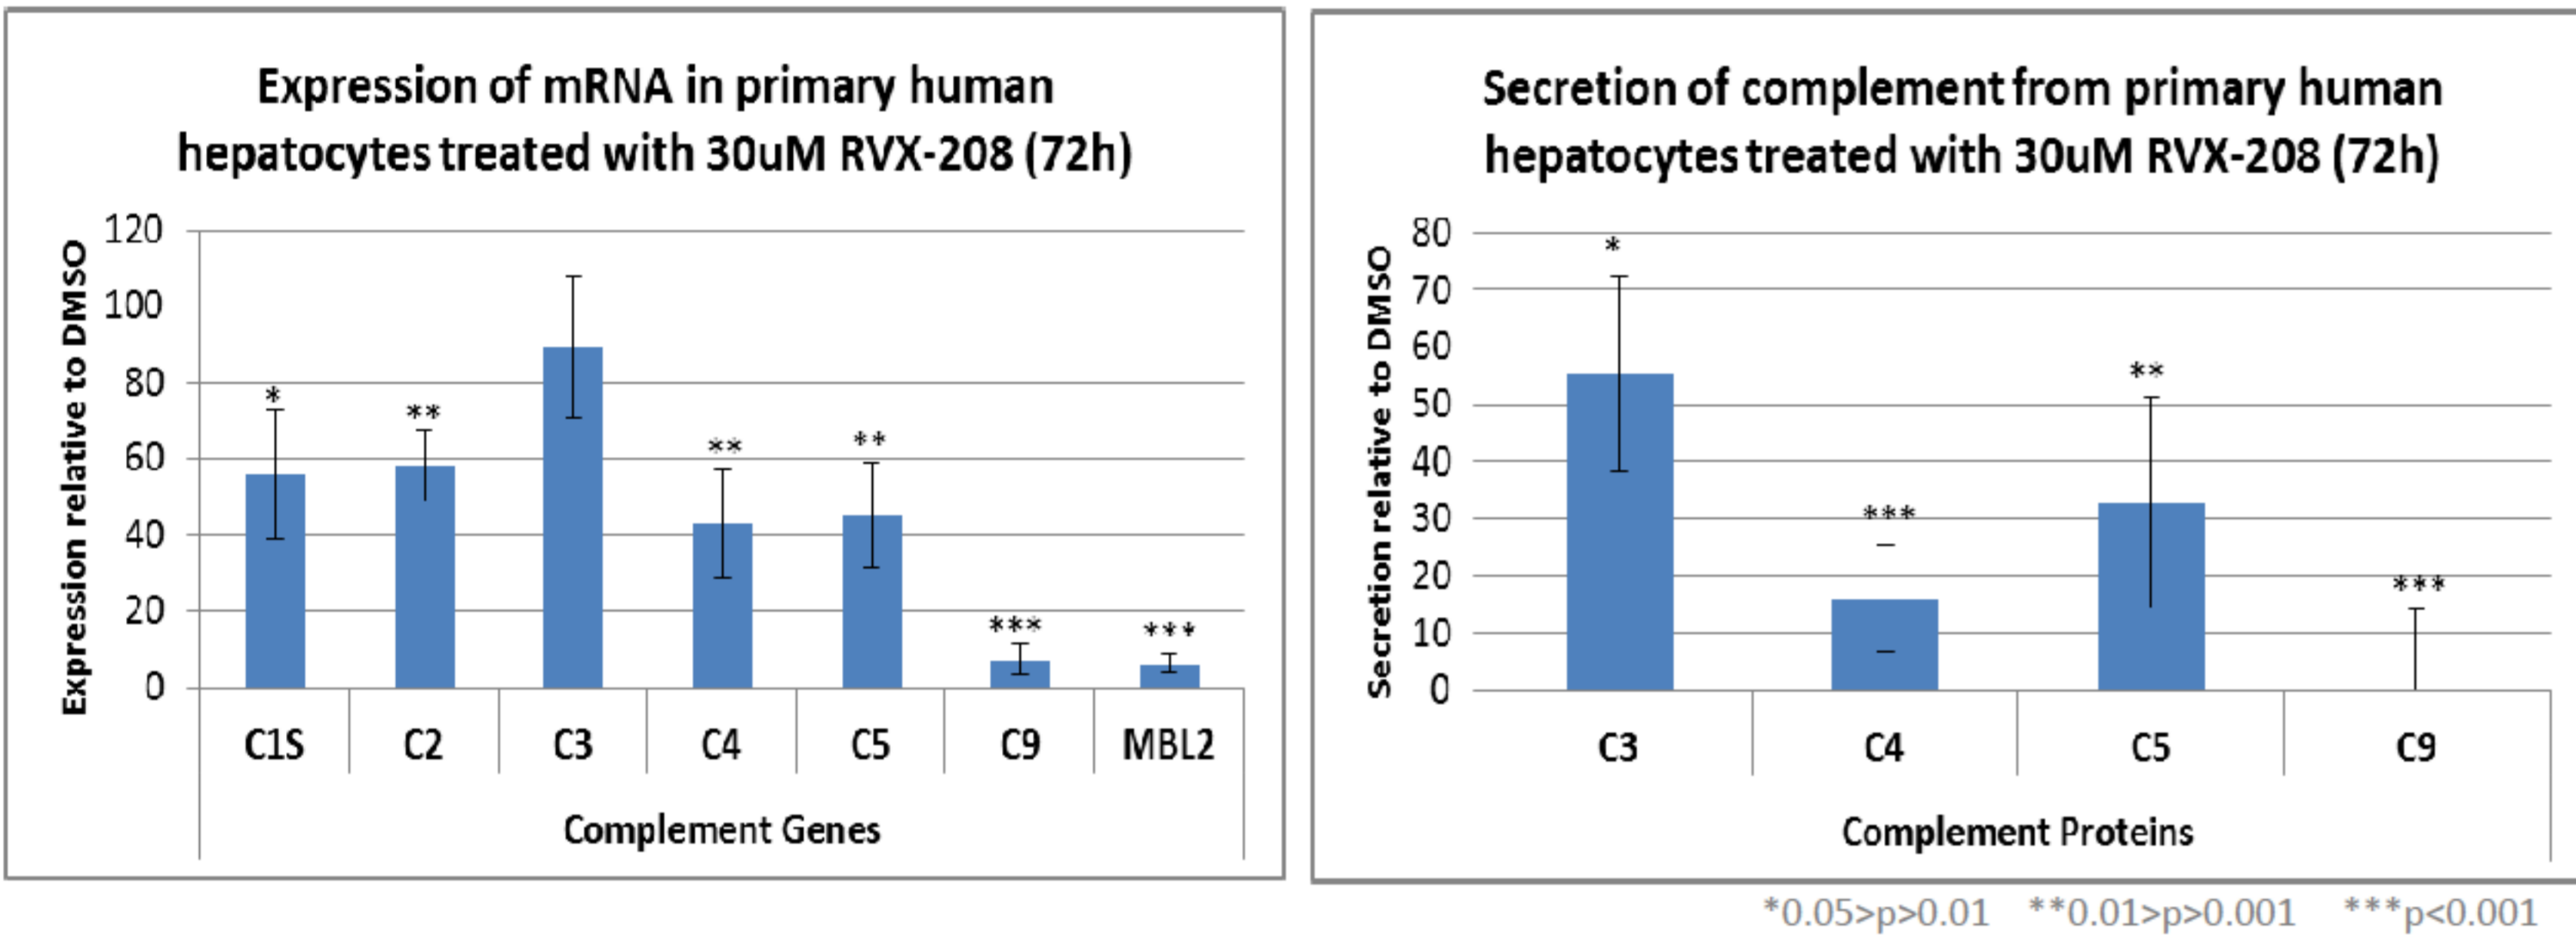 Expression of mRNA in primary human
hepatocytes treated with 30uM RVX-208 (72h)
Expression relative to DMSO
120
100
80
60
40
20
0
*
**
**
**
***
***
C1S C2 C3 C4 C5 C9 MBL2
Complement Genes
Secretion of complement from primary human
hepatocytes treated with 30uM RVX-208 (72h)
Secretion relative to DMSO
80
70
60
50
40
30
20
10
0
*
***
**
***
C3 C4 C5 C9
Complement Proteins
*0.05>p>0.01 **0.01>p>0.001 ***p<0.001